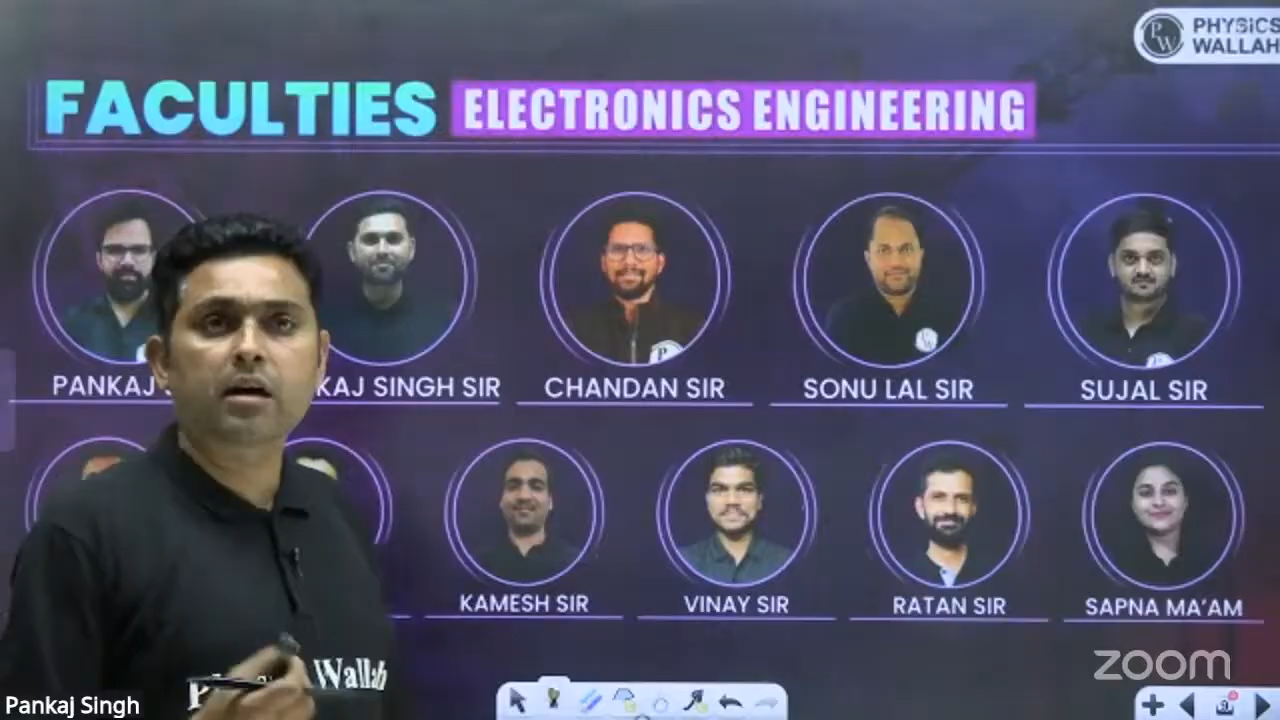 PHYSICS
WALLAH
FACULTIES ELECTRONICS ENGINEERING
PANKAJ KAJ SINGH SIR CHANDAN SIR SONU LAL SIR SUJAL SIR
KAMESH SIR VINAY SIR RATAN SIR SAPNA MA'AM
Wallah
zoom
Pankaj Singh